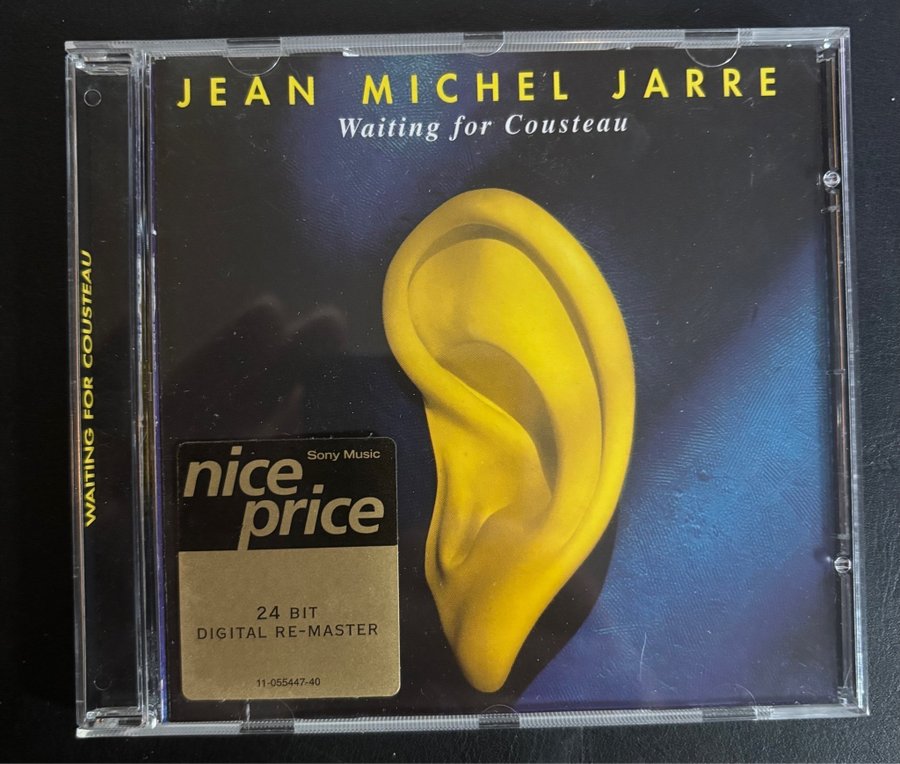 JEAN MICHEL JARRE
Waiting for Cousteau
WAITING FOR COUSTEAU
Sony Music
nice
price
24 BIT
DIGITAL RE-MASTER
11-055447-40